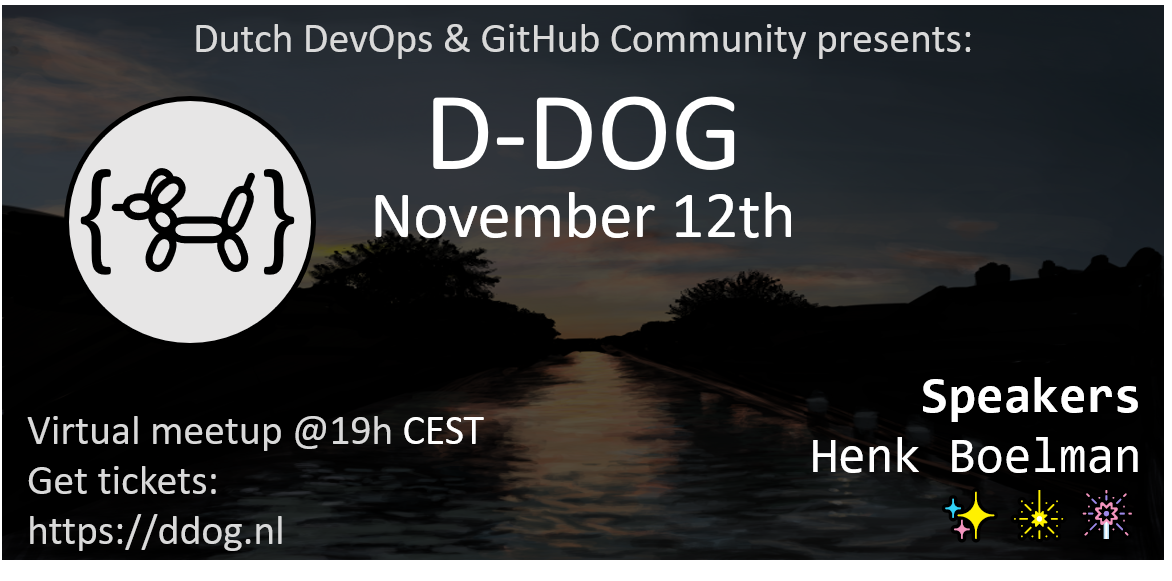 Dutch DevOps & GitHub Community presents:
D-DOG
November 12th
{ }
Virtual meetup @19h CEST
Get tickets:
https://ddog.nl
Speakers
Henk Boelman